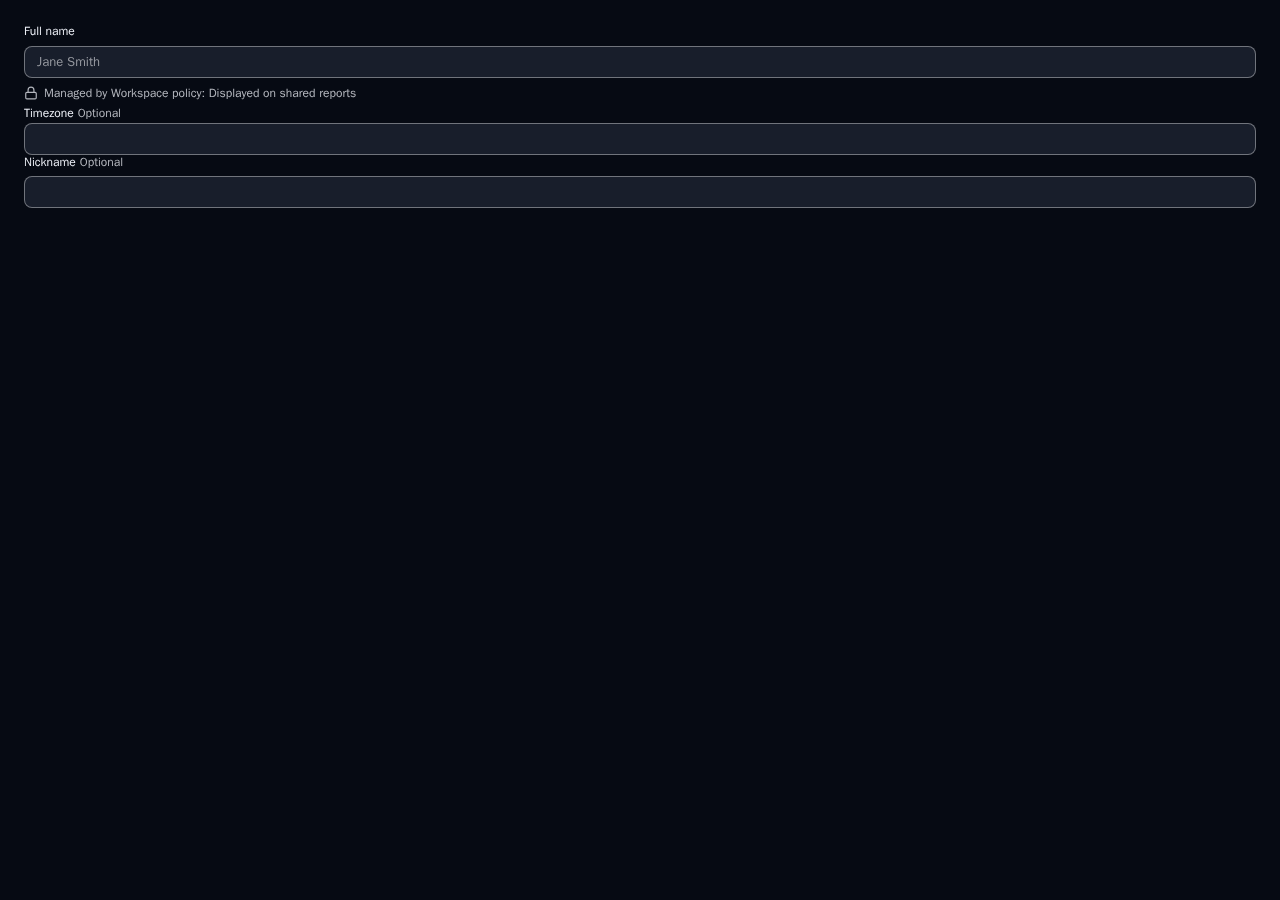 Full name
Jane Smith
Managed by Workspace policy: Displayed on shared reports
Timezone Optional
Nickname Optional